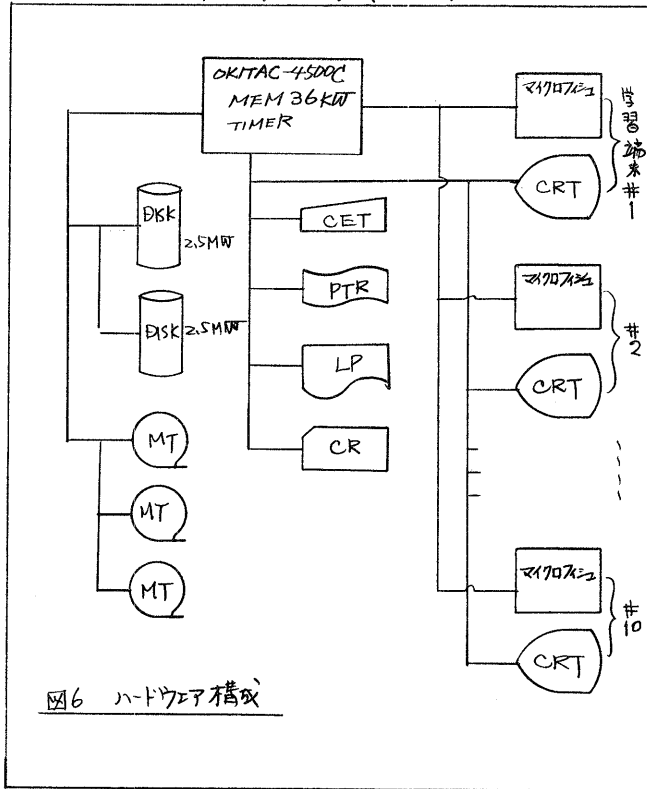 OKITAC-4500C
MEM 36KW
TIMER
DISK
2.5MW
DISK
2.5MW
MT
MT
MT
CET
PTR
LP
CR
マイクロフィシュ
CRT
学習端末#1
マイクロフィシュ
CRT
#2
マイクロフィシュ
CRT
#10
図6 ハードウェア構成